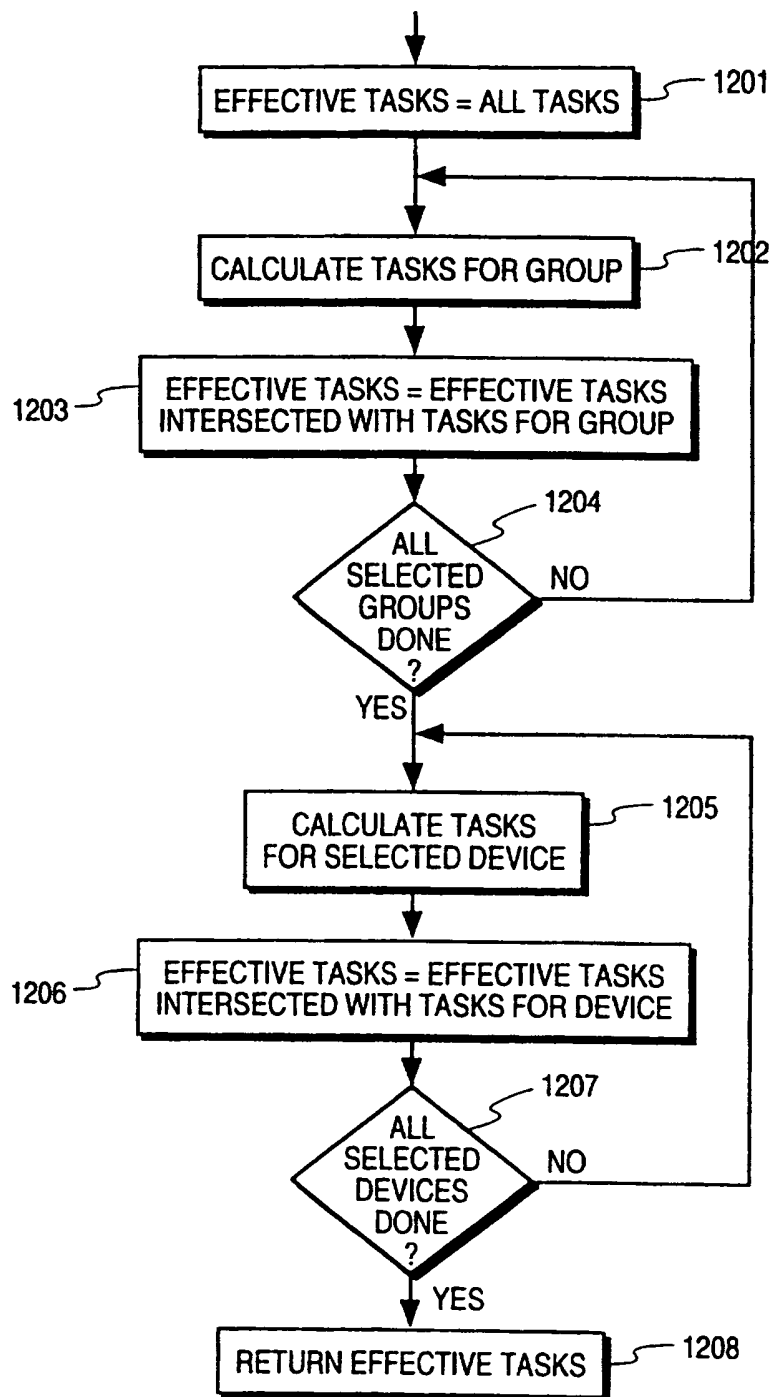 EFFECTIVE TASKS = ALL TASKS
1201
CALCULATE TASKS FOR GROUP
1202
1203
EFFECTIVE TASKS = EFFECTIVE TASKS
INTERSECTED WITH TASKS FOR GROUP
1204
ALL
SELECTED
GROUPS
DONE
?
NO
YES
CALCULATE TASKS
FOR SELECTED DEVICE
1205
1206
EFFECTIVE TASKS = EFFECTIVE TASKS
INTERSECTED WITH TASKS FOR DEVICE
1207
ALL
SELECTED
DEVICES
DONE
?
NO
YES
RETURN EFFECTIVE TASKS
1208